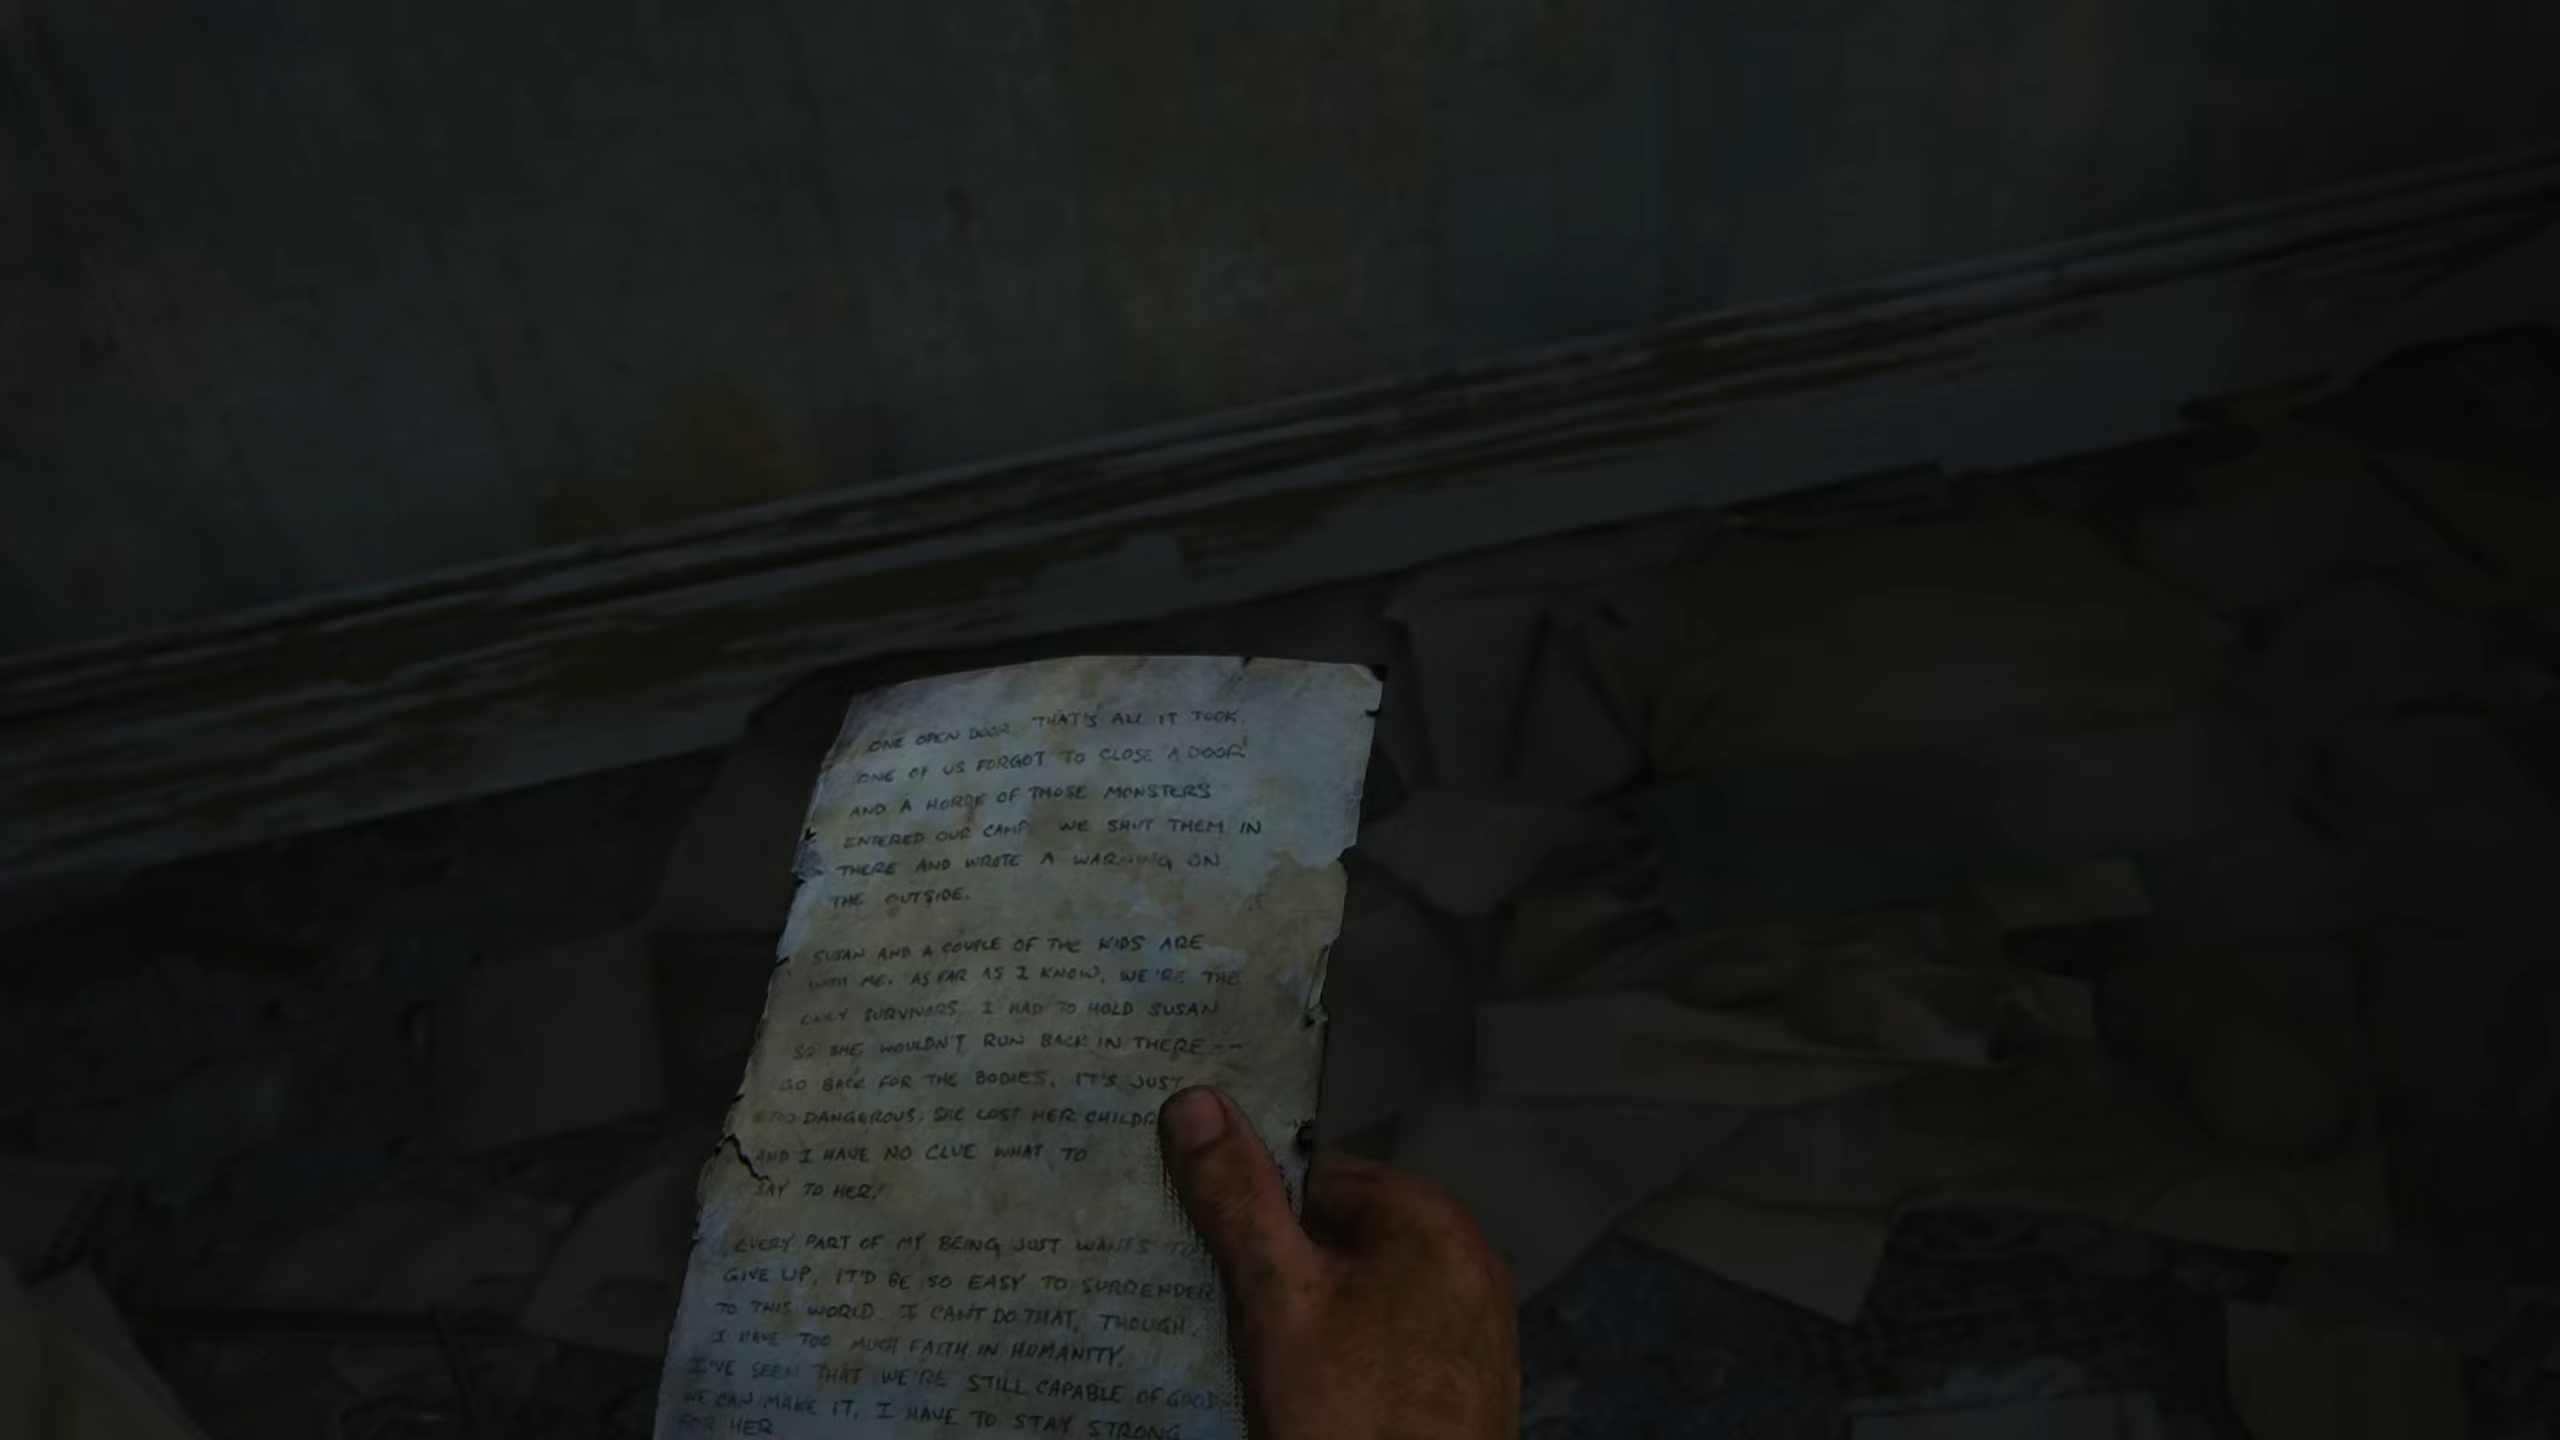 ONE OPEN DOOR. THAT'S ALL IT TOOK.
ONE OF US FORGOT TO CLOSE A DOOR
AND A HORDE OF THOSE MONSTERS
ENTERED OUR CAMP. WE SHUT THEM IN
THERE AND WROTE A WARNING ON
THE OUTSIDE.
SUSAN AND A COUPLE OF THE KIDS ARE
WITH ME. AS FAR AS I KNOW, WE'RE THE
ONLY SURVIVORS. I HAD TO HOLD SUSAN
SO SHE WOULDN'T RUN BACK IN THERE --
GO BACK FOR THE BODIES. IT'S JUST
TOO DANGEROUS. SHE LOST HER CHILDR
AND I HAVE NO CLUE WHAT TO
SAY TO HER.
EVERY PART OF MY BEING JUST WANTS TO
GIVE UP. IT'D BE SO EASY TO SURRENDER
TO THIS WORLD. I CAN'T DO THAT, THOUGH.
I HAVE TOO MUCH FAITH IN HUMANITY.
I'VE SEEN THAT WE'RE STILL CAPABLE OF GOOD.
WE CAN MAKE IT. I HAVE TO STAY STRONG
FOR HER